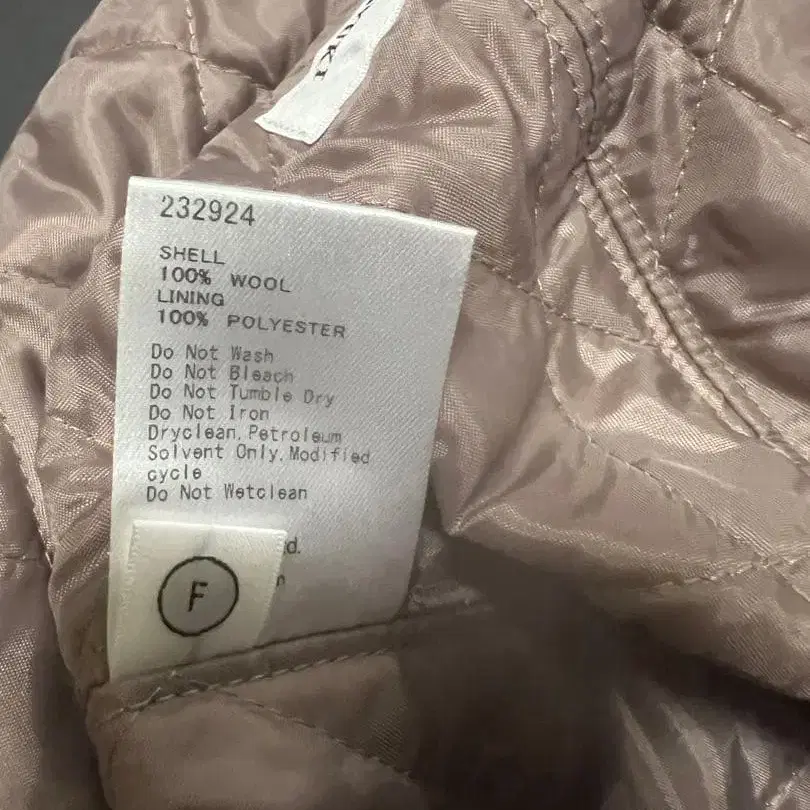 232924
SHELL
100% WOOL
LINING
100% POLYESTER
Do Not Wash
Do Not Bleach
Do Not Tumble Dry
Do Not Iron
Dryclean, Petroleum
Solvent Only, Modified
cycle
Do Not Wetclean
F